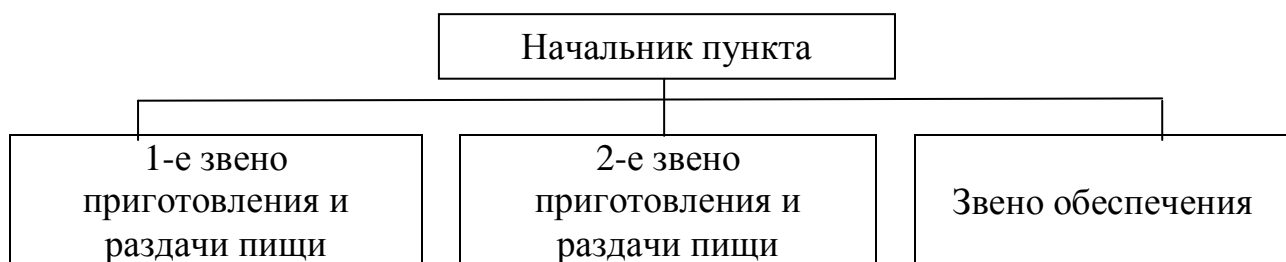 Начальник пункта
1-е звено
приготовления и
раздачи пищи
2-е звено
приготовления и
раздачи пищи
Звено обеспечения